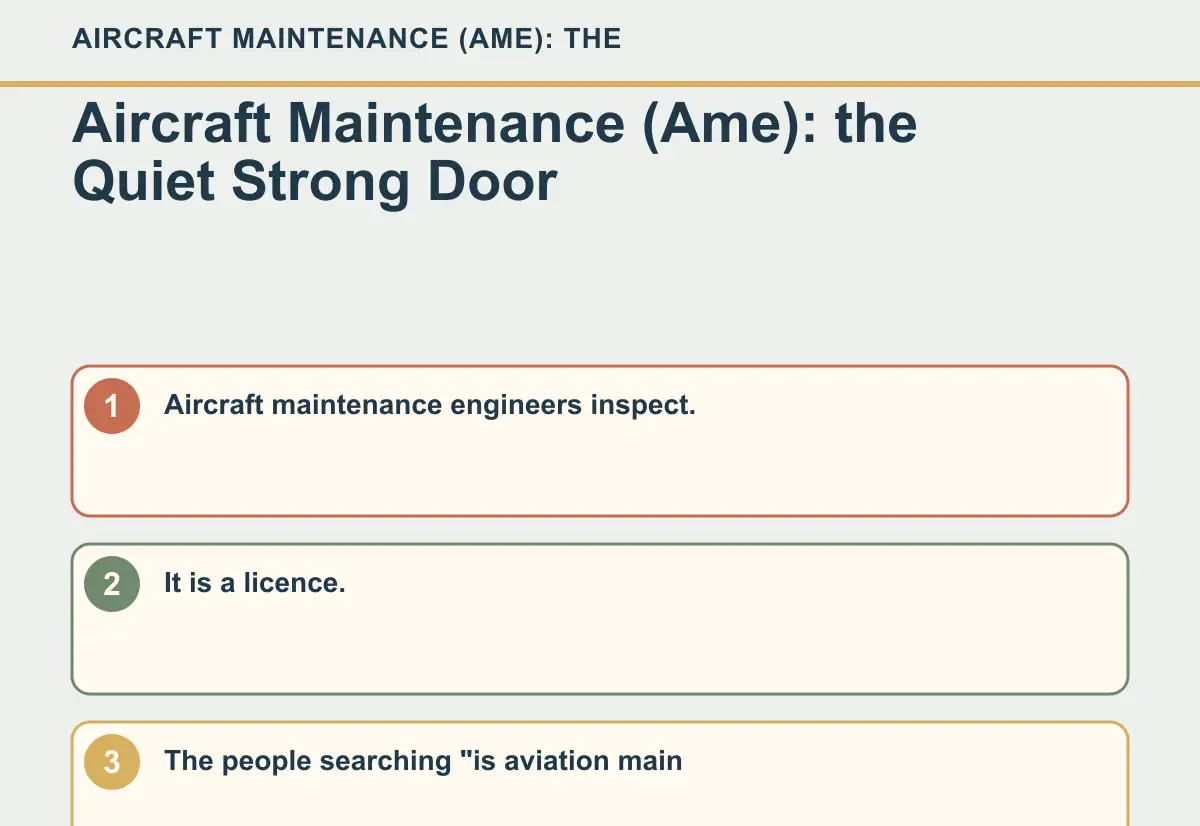 AIRCRAFT MAINTENANCE (AME): THE
Aircraft Maintenance (Ame): the
Quiet Strong Door
1 Aircraft maintenance engineers inspect.
2 It is a licence.
3 The people searching "is aviation main